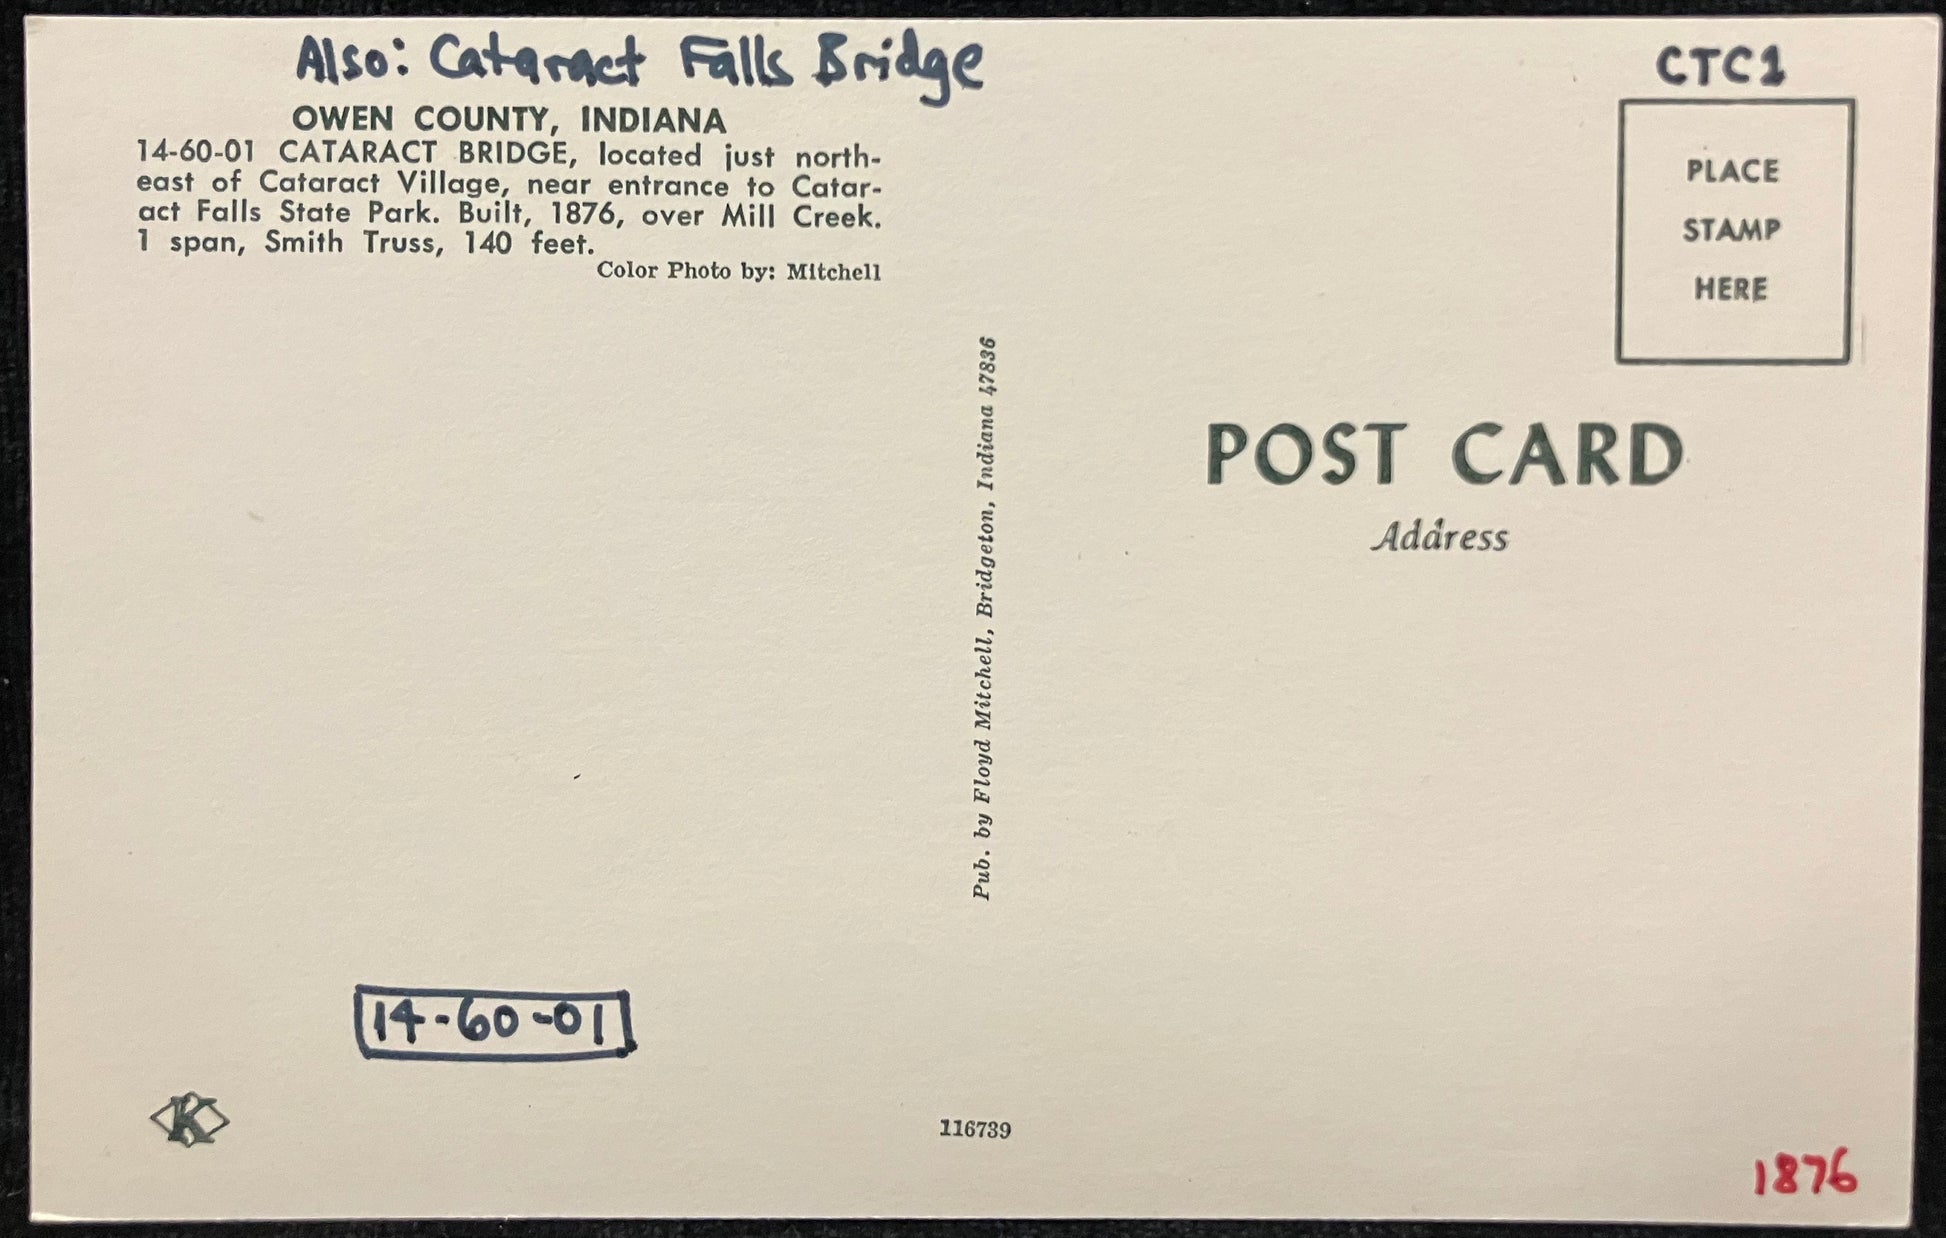 Also: Cataract Falls Bridge
OWEN COUNTY, INDIANA
14-60-01 CATARACT BRIDGE, located just north-
east of Cataract Village, near entrance to Catar-
act Falls State Park. Built, 1876, over Mill Creek.
1 span, Smith Truss, 140 feet.
Color Photo by: Mitchell
CTC1
PLACE
STAMP
HERE
Pub. by Floyd Mitchell, Bridgeton, Indiana 47836
POST CARD
Address
14-60-01
K
116739
1876